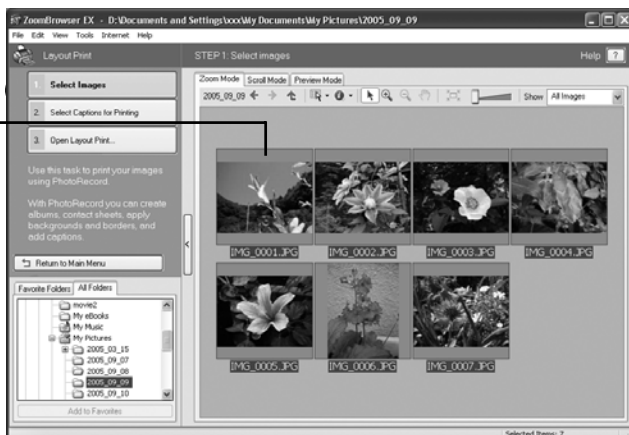 ZoomBrowser EX - D:\Documents and Settings\xxx\My Documents\My Pictures\2005_09_09
File Edit View Tools Internet Help
Layout Print
STEP 1: Select images
Help ?
1. Select Images
2. Select Captions for Printing
3. Open Layout Print...
Use this task to print your images
using PhotoRecord.
With PhotoRecord you can create
albums, contact sheets, apply
backgrounds and borders, and
add captions.
Return to Main Menu
Favorite Folders All Folders
movie2
My eBooks
My Music
My Pictures
2005_03_15
2005_09_07
2005_09_08
2005_09_09
2005_09_10
Add to Favorites
Zoom Mode Scroll Mode Preview Mode
2005_09_09
Show All Images
IMG_0001.JPG IMG_0002.JPG IMG_0003.JPG IMG_0004.JPG
IMG_0005.JPG IMG_0006.JPG IMG_0007.JPG
Selected Items: 7